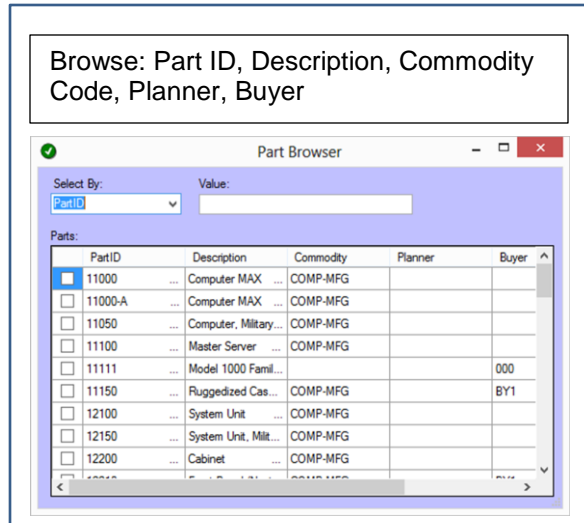 Browse: Part ID, Description, Commodity
Code, Planner, Buyer
Part Browser
Select By: Value:
PartID
Parts:
PartID Description Commodity Planner Buyer
11000 ... Computer MAX ... COMP-MFG
11000-A ... Computer MAX ... COMP-MFG
11050 ... Computer, Military... COMP-MFG
11100 ... Master Server ... COMP-MFG
11111 ... Model 1000 Famil... 000
11150 ... Ruggedized Cas... COMP-MFG BY1
12100 ... System Unit ... COMP-MFG
12150 ... System Unit, Milit... COMP-MFG
12200 ... Cabinet ... COMP-MFG